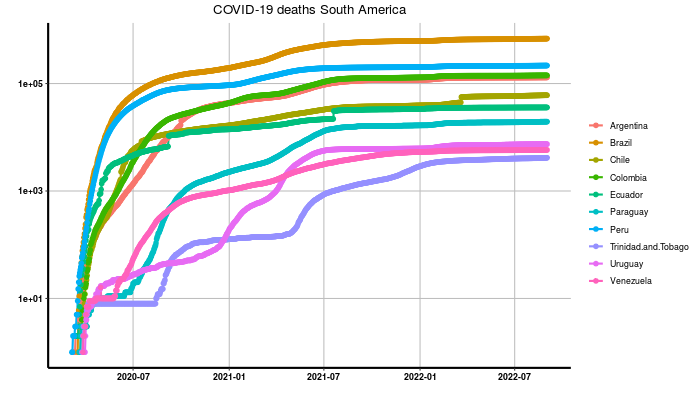 COVID-19 deaths South America
1e+05
1e+03
1e+01
2020-07
2021-01
2021-07
2022-01
2022-07
Argentina
Brazil
Chile
Colombia
Ecuador
Paraguay
Peru
Trinidad.and.Tobago
Uruguay
Venezuela